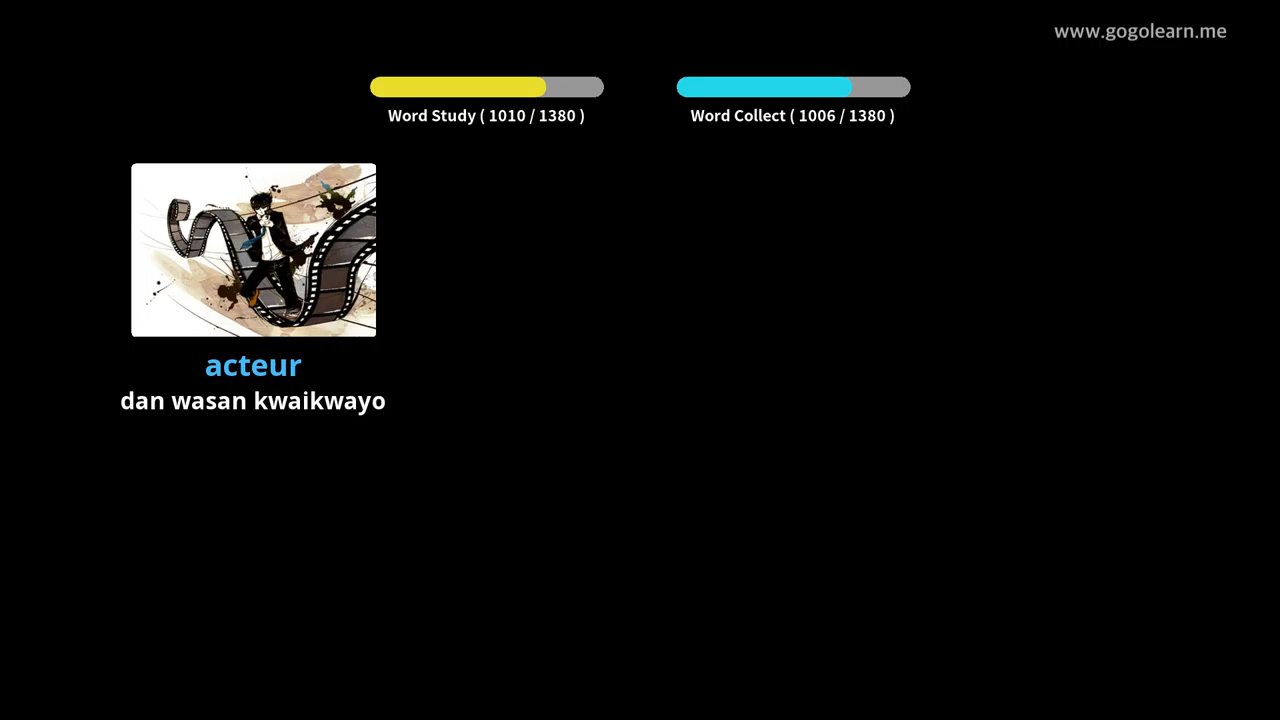 www.gogolearn.me
Word Study ( 1010 / 1380 )
Word Collect ( 1006 / 1380 )
acteur
dan wasan kwaikwayo